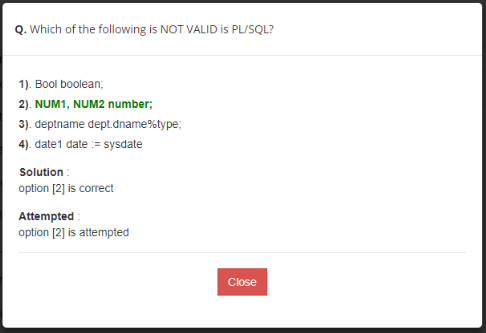 Q. Which of the following is NOT VALID is PL/SQL?
1). Bool boolean;
2). NUM1, NUM2 number;
3). deptname dept.dname%type;
4). date1 date := sysdate
Solution :
option [2] is correct
Attempted :
option [2] is attempted
Close